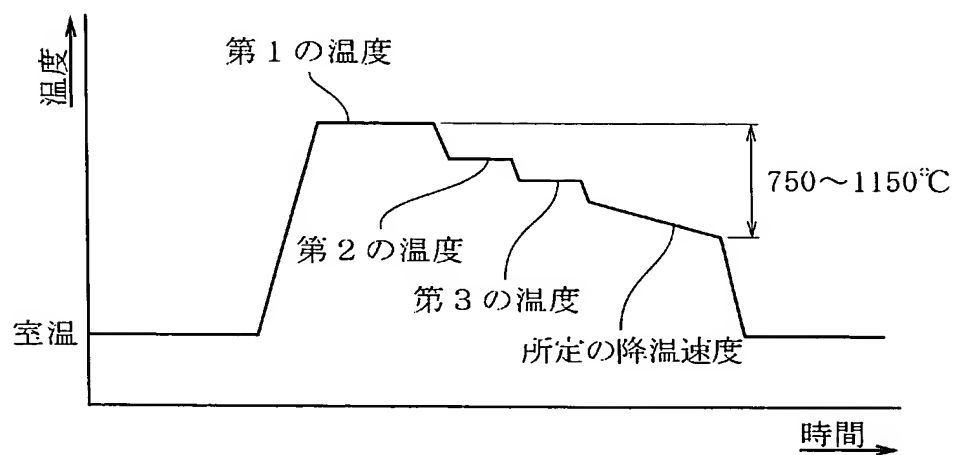 温度
第1の温度
750～1150℃
第2の温度
第3の温度
室温
所定の降温速度
時間